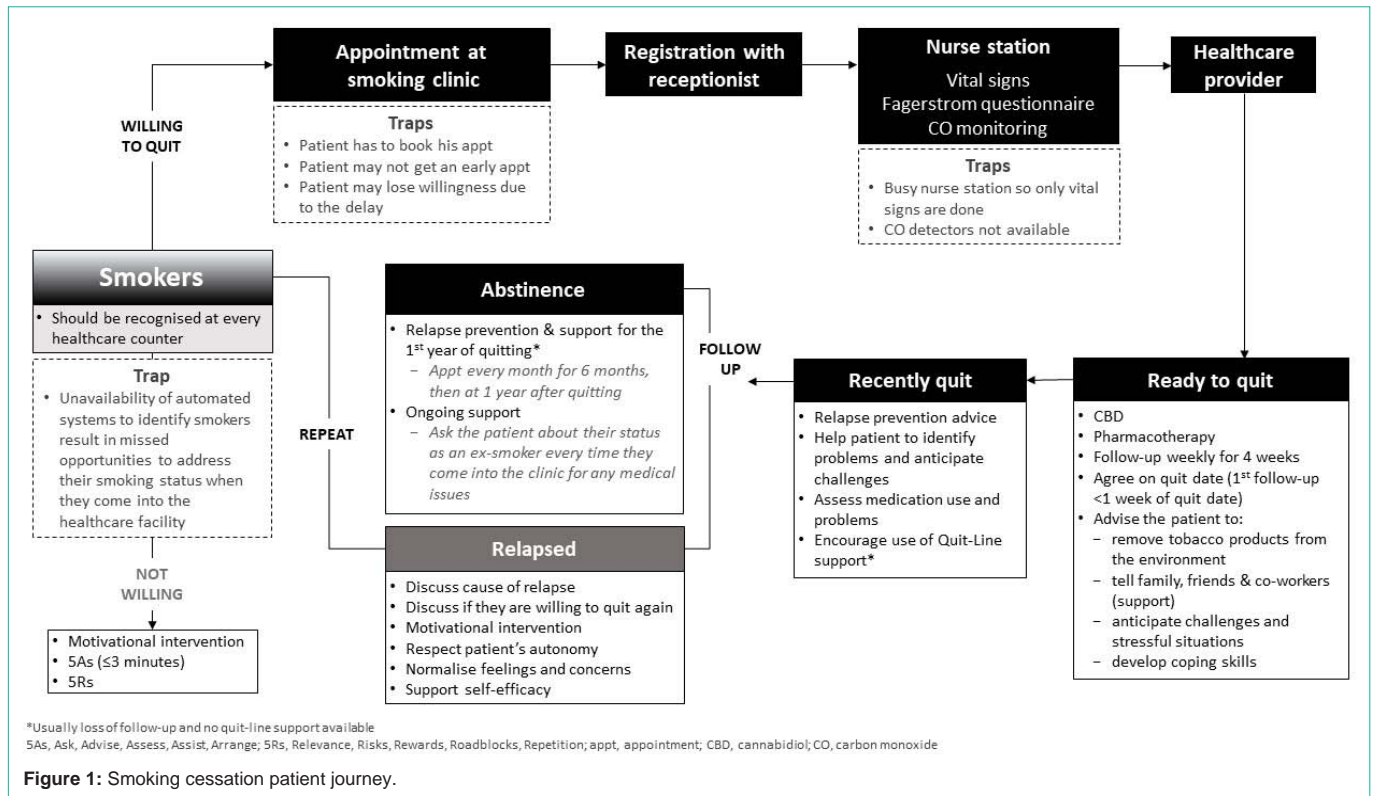 Appointment at
smoking clinic
Registration with
receptionist
Nurse station
Vital signs
Fagerstrom questionnaire
CO monitoring
Healthcare
provider
WILLING
TO QUIT
Traps
• Patient has to book his appt
• Patient may not get an early appt
• Patient may lose willingness due
to the delay
Traps
• Busy nurse station so only vital
signs are done
• CO detectors not available
Smokers
• Should be recognised at every
healthcare counter
Trap
• Unavailability of automated
systems to identify smokers
result in missed
opportunities to address
their smoking status when
they come into the
healthcare facility
NOT
WILLING
• Motivational intervention
• 5As (≤3 minutes)
• 5Rs
REPEAT
Abstinence
• Relapse prevention & support for the
1st year of quitting*
– Appt every month for 6 months,
then at 1 year after quitting
• Ongoing support
– Ask the patient about their status
as an ex-smoker every time they
come into the clinic for any medical
issues
Relapsed
• Discuss cause of relapse
• Discuss if they are willing to quit again
• Motivational intervention
• Respect patient's autonomy
• Normalise feelings and concerns
• Support self-efficacy
FOLLOW
UP
Recently quit
• Relapse prevention advice
• Help patient to identify
problems and anticipate
challenges
• Assess medication use and
problems
• Encourage use of Quit-Line
support*
Ready to quit
• CBD
• Pharmacotherapy
• Follow-up weekly for 4 weeks
• Agree on quit date (1st follow-up
<1 week of quit date)
• Advise the patient to:
– remove tobacco products from
the environment
– tell family, friends & co-workers
(support)
– anticipate challenges and
stressful situations
– develop coping skills
*Usually loss of follow-up and no quit-line support available
5As, Ask, Advise, Assess, Assist, Arrange; 5Rs, Relevance, Risks, Rewards, Roadblocks, Repetition; appt, appointment; CBD, cannabidiol; CO, carbon monoxide
Figure 1: Smoking cessation patient journey.